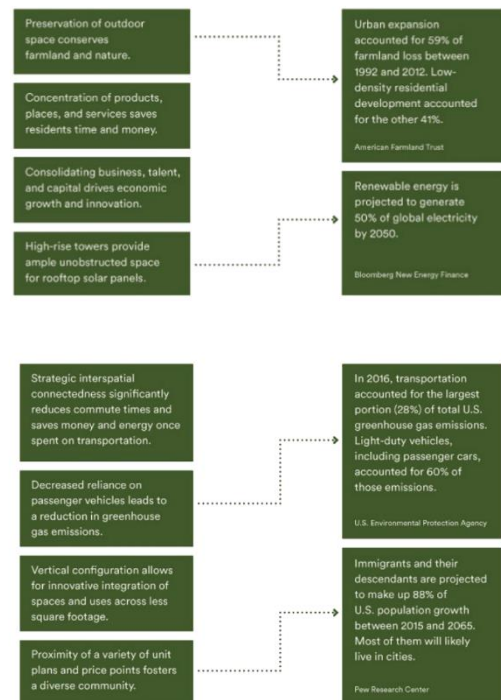 Preservation of outdoor
space conserves
farmland and nature.
Concentration of products,
places, and services saves
residents time and money.
Consolidating business, talent,
and capital drives economic
growth and innovation.
High-rise towers provide
ample unobstructed space
for rooftop solar panels.
Urban expansion
accounted for 59% of
farmland loss between
1992 and 2012. Low-
density residential
development accounted
for the other 41%.
American Farmland Trust
Renewable energy is
projected to generate
50% of global electricity
by 2050.
Bloomberg New Energy Finance
Strategic interspatial
connectedness significantly
reduces commute times and
saves money and energy once
spent on transportation.
Decreased reliance on
passenger vehicles leads to
a reduction in greenhouse
gas emissions.
Vertical configuration allows
for innovative integration of
spaces and uses across less
square footage.
Proximity of a variety of unit
plans and price points fosters
a diverse community.
In 2016, transportation
accounted for the largest
portion (28%) of total U.S.
greenhouse gas emissions.
Light-duty vehicles,
including passenger cars,
accounted for 60% of
those emissions.
U.S. Environmental Protection Agency
Immigrants and their
descendants are projected
to make up 88% of
U.S. population growth
between 2015 and 2065.
Most of them will likely
live in cities.
Pew Research Center